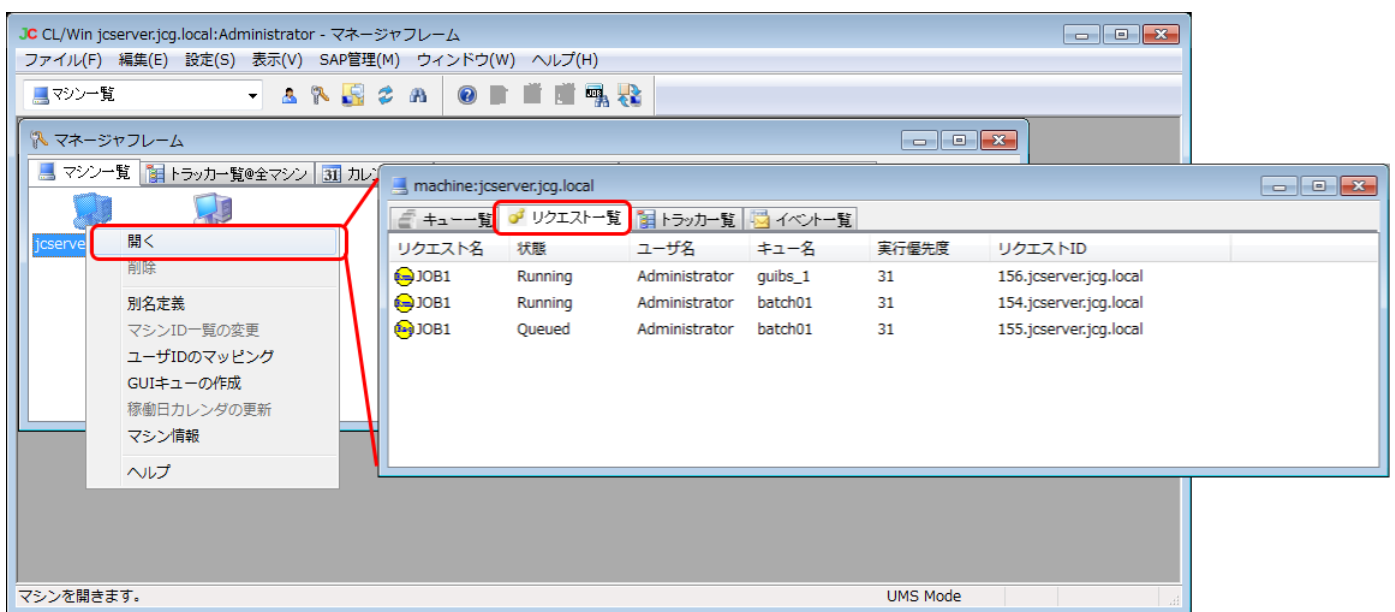 JC CL/Win jcserver.jcg.local:Administrator - マネージャフレーム
ファイル(F) 編集(E) 設定(S) 表示(V) SAP管理(M) ウィンドウ(W) ヘルプ(H)
マシン一覧
マネージャフレーム
マシン一覧 トラッカ一覧@全マシン 31 カレ
jcserve
開く
削除
別名定義
マシンID一覧の変更
ユーザIDのマッピング
GUIキューの作成
稼働日カレンダの更新
マシン情報
ヘルプ
machine:jcserver.jcg.local
キュー一覧 リクエスト一覧 トラッカ一覧 イベント一覧
リクエスト名 状態 ユーザ名 キュー名 実行優先度 リクエストID
JOB1 Running Administrator guibs_1 31 156.jcserver.jcg.local
JOB1 Running Administrator batch01 31 154.jcserver.jcg.local
JOB1 Queued Administrator batch01 31 155.jcserver.jcg.local
マシンを開きます。 UMS Mode